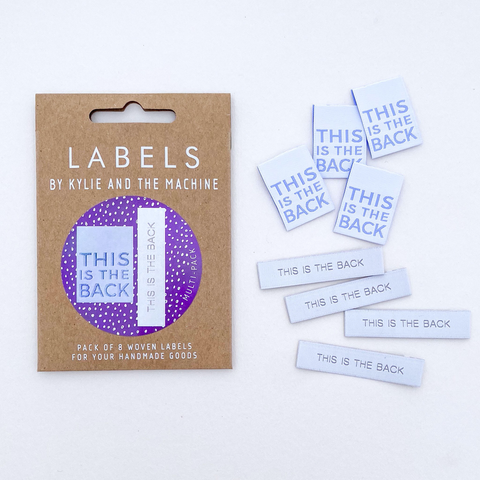 LABELS
BY KYLIE AND THE MACHINE
THIS
IS THE
BACK
THIS IS THE BACK
MULTI-PACK
PACK OF 8 WOVEN LABELS
FOR YOUR HANDMADE GOODS
THIS
IS THE
BACK
THIS
IS THE
BACK
THIS
IS THE
BACK
THIS
IS THE
BACK
THIS IS THE BACK
THIS IS THE BACK
THIS IS THE BACK
THIS IS THE BACK